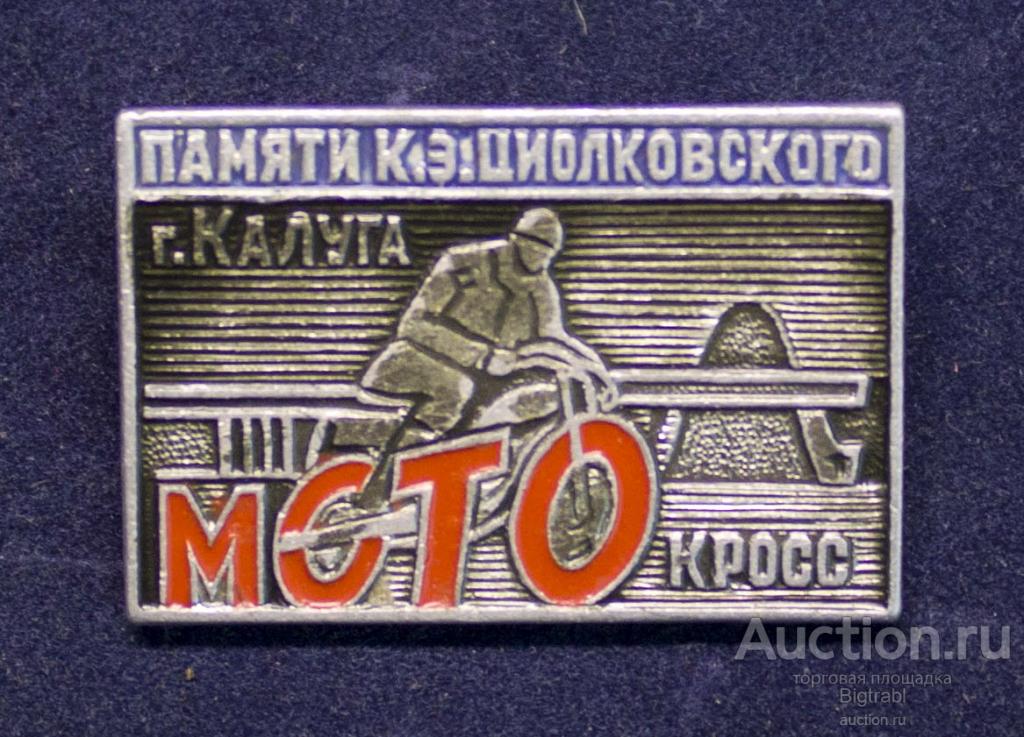 ПАМЯТИ К.Э.ЦИОЛКОВСКОГО
г.КАЛУГА
МОТО
КРОСС
Auction.ru
торговая площадка
Bigtrabl
auction.ru